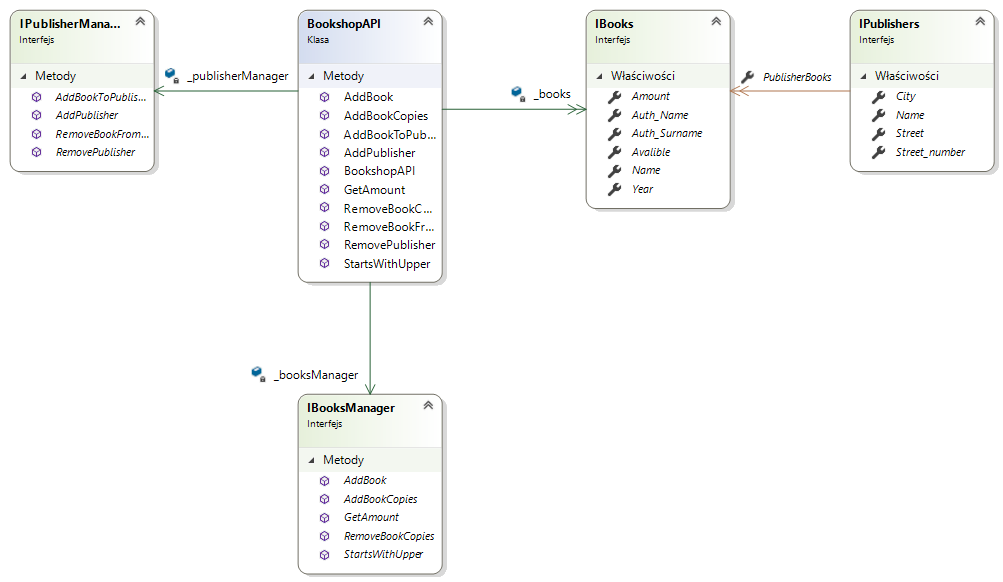 IPublisherMana...
Interfejs
Metody
AddBookToPublis...
AddPublisher
RemoveBookFrom...
RemovePublisher
_publisherManager
BookshopAPI
Klasa
Metody
AddBook
AddBookCopies
AddBookToPub...
AddPublisher
BookshopAPI
GetAmount
RemoveBookC...
RemoveBookFr...
RemovePublisher
StartsWithUpper
_books
IBooks
Interfejs
Właściwości
Amount
Auth_Name
Auth_Surname
Avalible
Name
Year
PublisherBooks
IPublishers
Interfejs
Właściwości
City
Name
Street
Street_number
_booksManager
IBooksManager
Interfejs
Metody
AddBook
AddBookCopies
GetAmount
RemoveBookCopies
StartsWithUpper